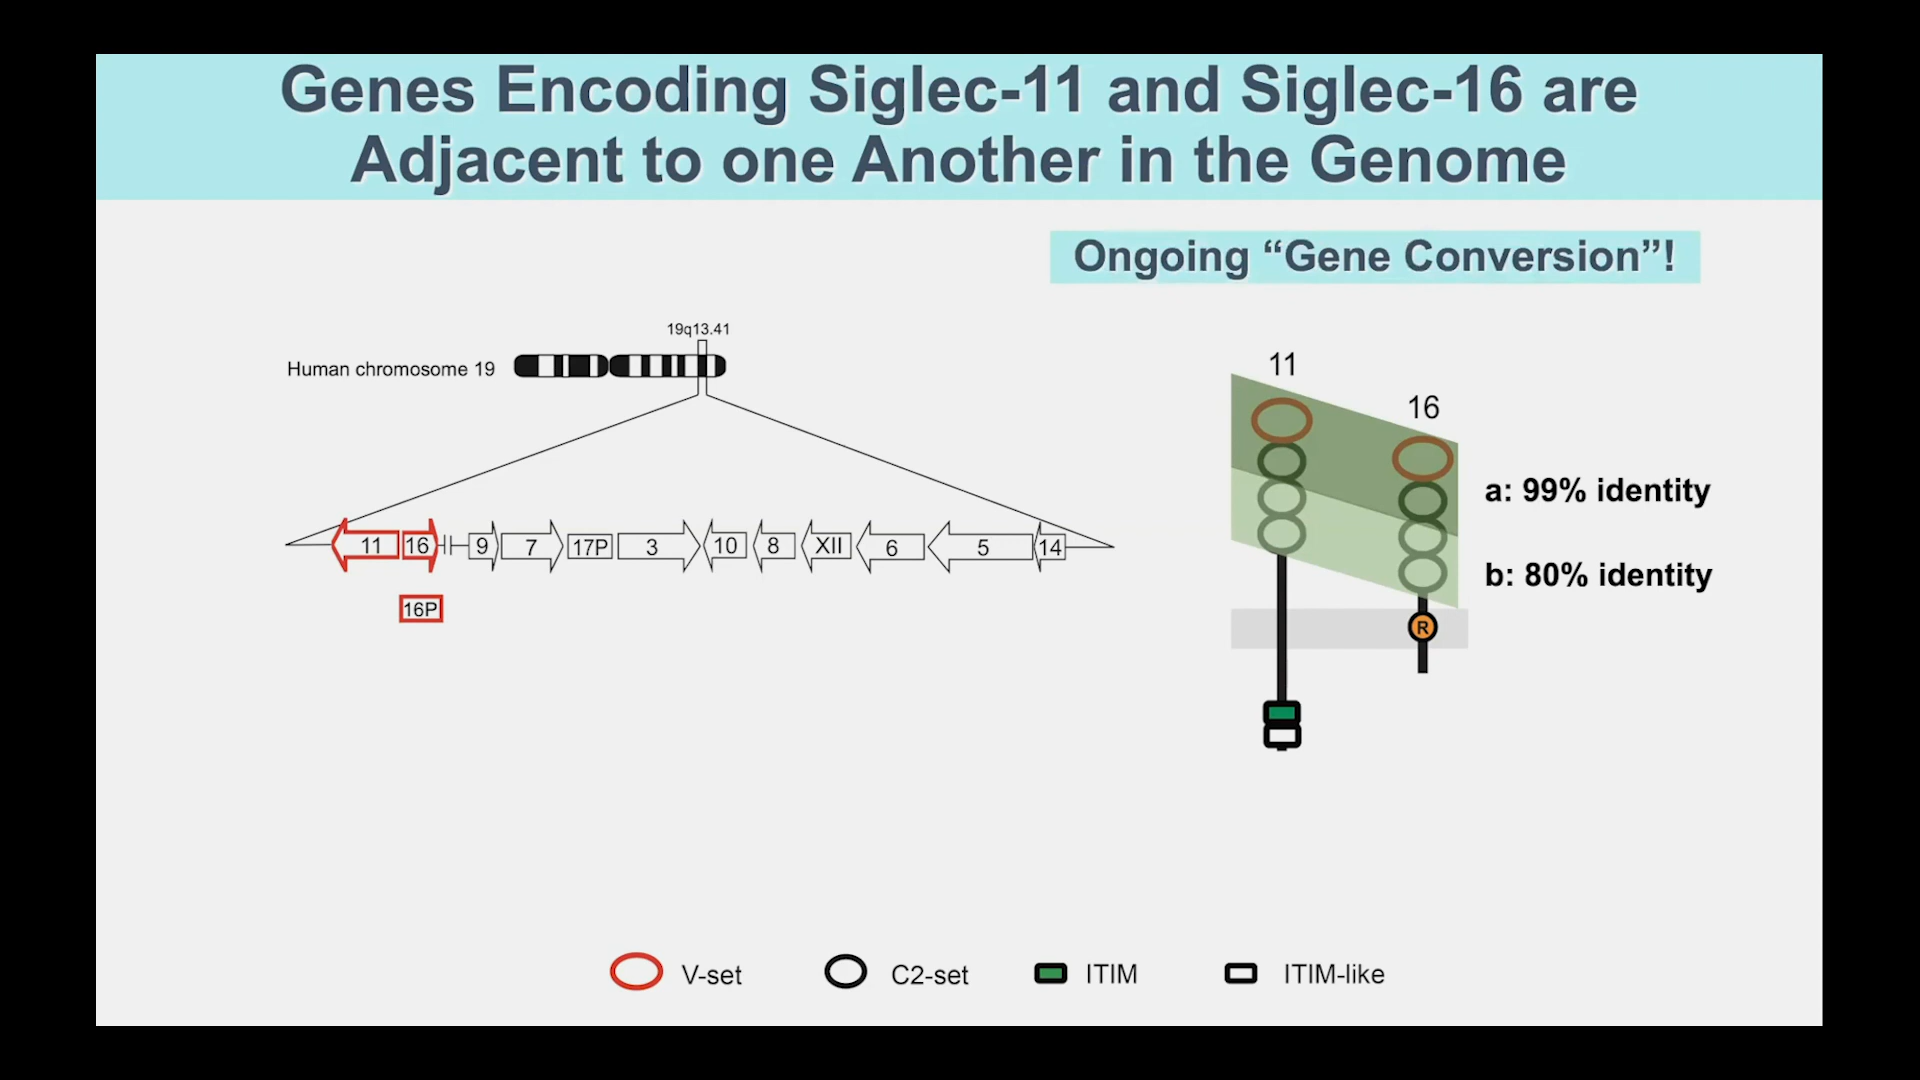 Genes Encoding Siglec-11 and Siglec-16 are
Adjacent to one Another in the Genome
Ongoing “Gene Conversion”!
19q13.41
Human chromosome 19
11 16 9 7 17P 3 10 8 XII 6 5 14
16P
11
16
a: 99% identity
b: 80% identity
R
V-set C2-set ITIM ITIM-like